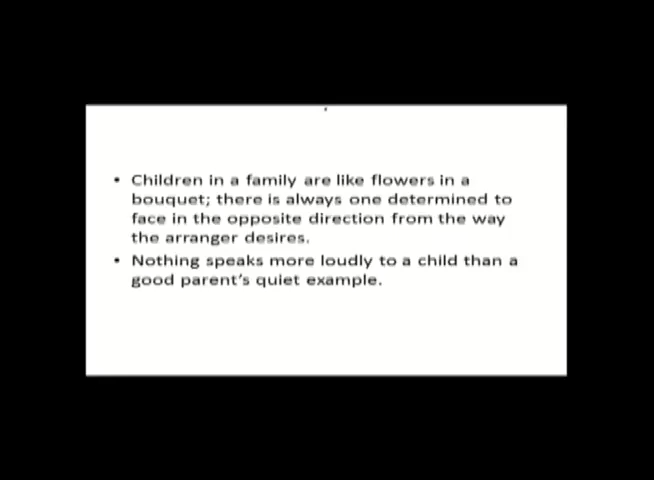 • Children in a family are like flowers in a
bouquet; there is always one determined to
face in the opposite direction from the way
the arranger desires.
• Nothing speaks more loudly to a child than a
good parent's quiet example.